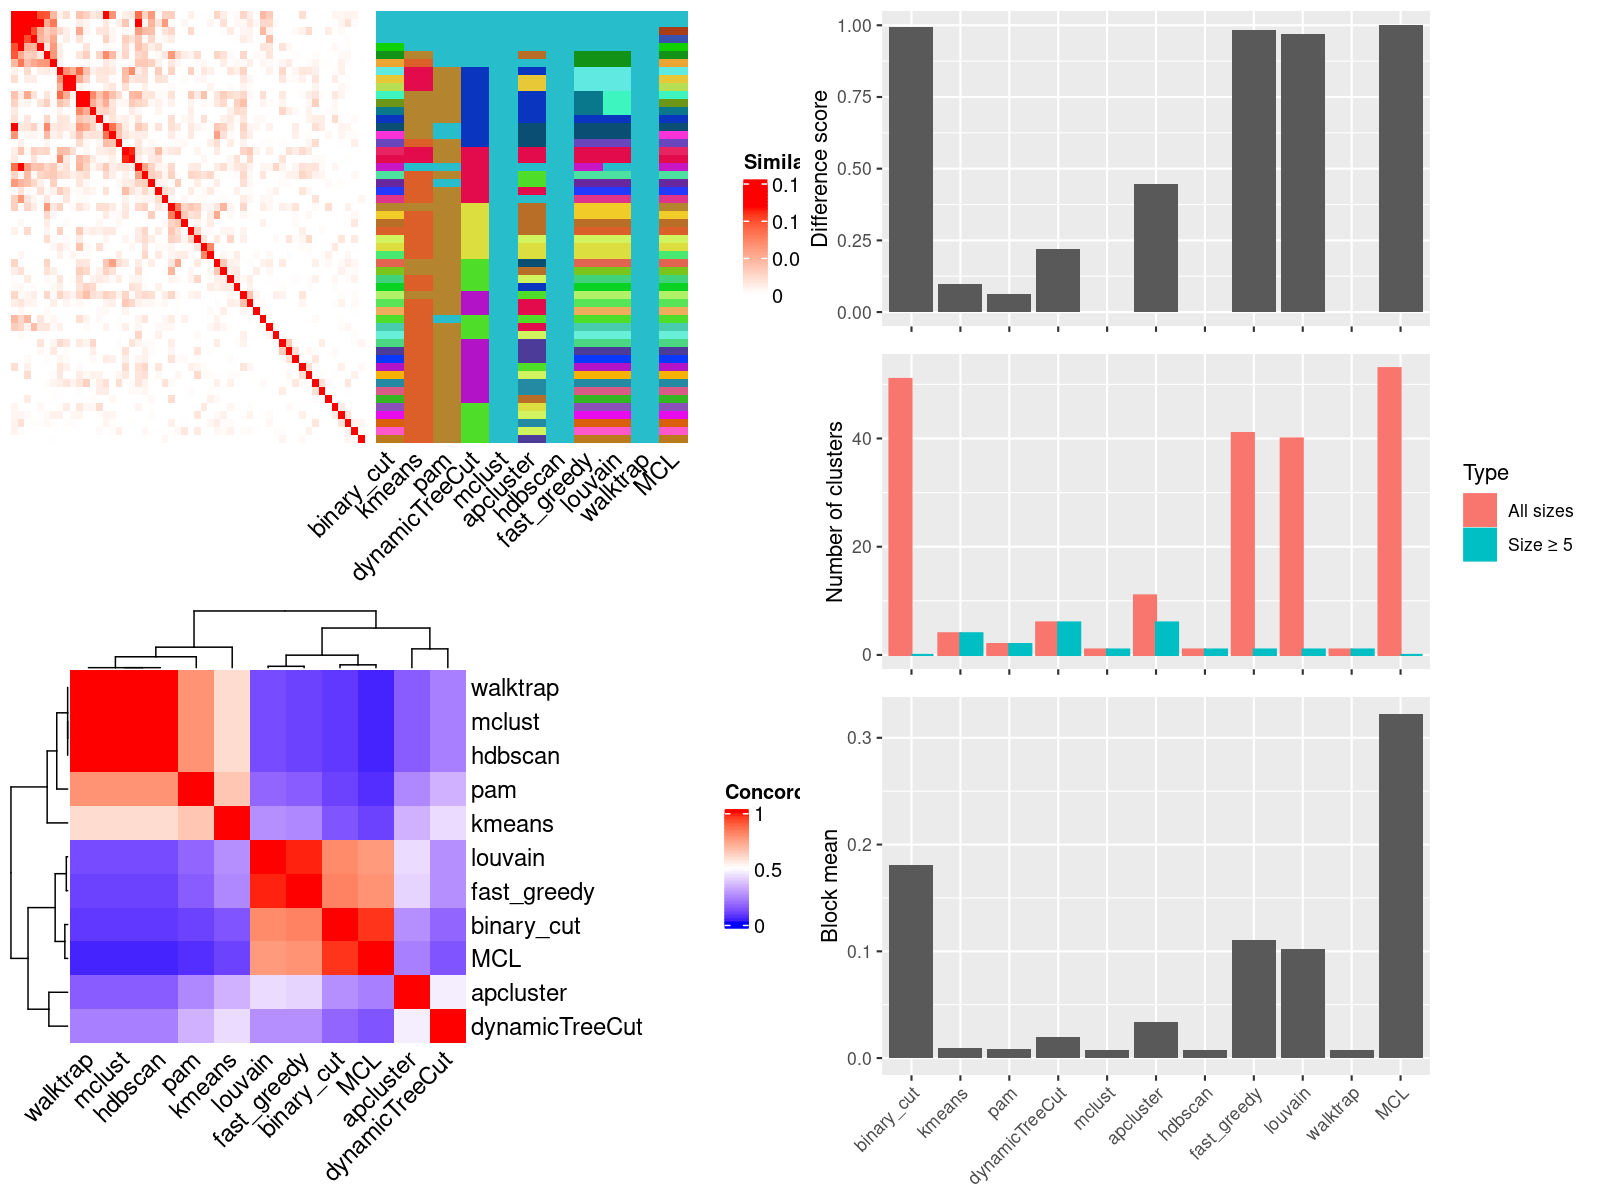 Simila
0.1
0.1
0.0
0
binary_cut
kmeans
pam
dynamicTreeCut
mclust
apcluster
hdbscan
fast_greedy
louvain
walktrap
MCL
walktrap
mclust
hdbscan
pam
kmeans
louvain
fast_greedy
binary_cut
MCL
apcluster
dynamicTreeCut
walktrap
mclust
hdbscan
pam
kmeans
louvain
fast_greedy
binary_cut
MCL
apcluster
dynamicTreeCut
Concord
1
0.5
0
Difference score
1.00
0.75
0.50
0.25
0.00
Number of clusters
40
20
0
Type
All sizes
Size ≥ 5
Block mean
0.3
0.2
0.1
0.0
binary_cut
kmeans
pam
dynamicTreeCut
mclust
apcluster
hdbscan
fast_greedy
louvain
walktrap
MCL